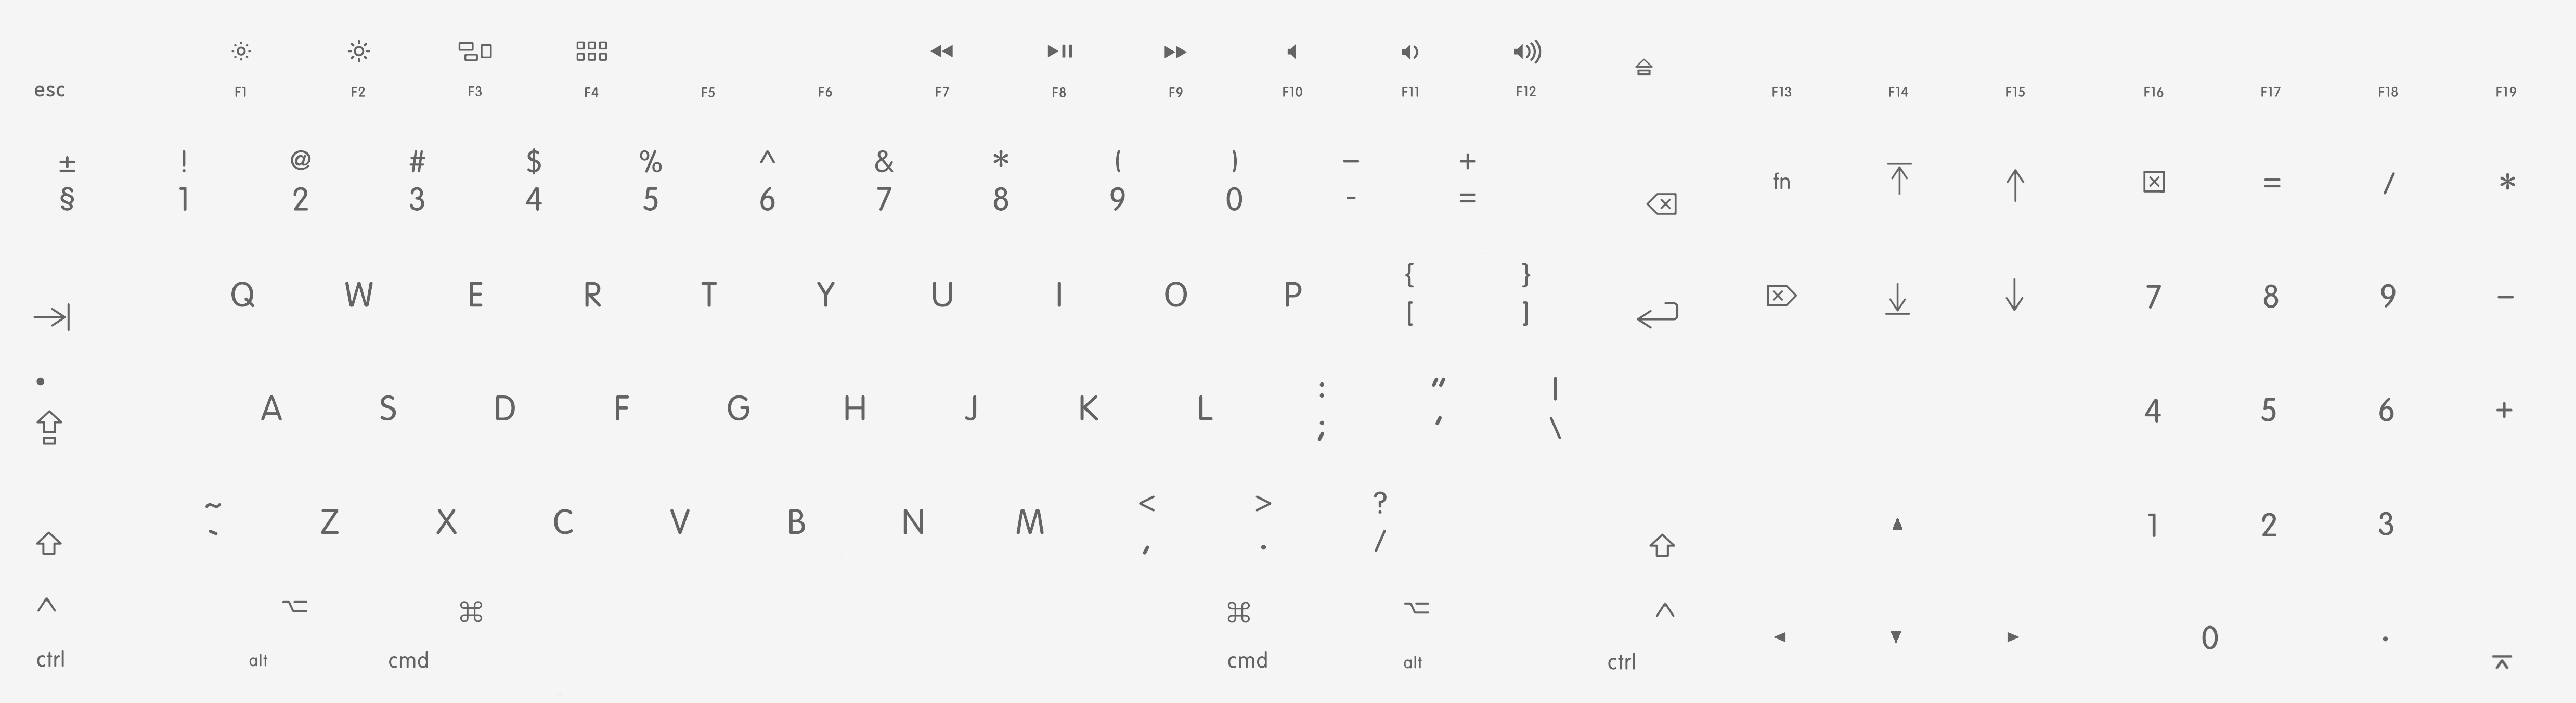 esc F1 F2 F3 F4 F5 F6 F7 F8 F9 F10 F11 F12 ⏏ F13 F14 F15 F16 F17 F18 F19
± ! @ # $ % ^ & * ( ) – +
§ 1 2 3 4 5 6 7 8 9 0 - = ⌫ fn ⤒ ↑ ☒ = / *
{ }
⇥ Q W E R T Y U I O P [ ] ↩ ⌦ ⤓ ↓ 7 8 9 –
: " |
⇪ A S D F G H J K L ; ' \ 4 5 6 +
~ < > ?
⇧ ` Z X C V B N M , . / ⇧ ▲ 1 2 3
^ ⌥ ⌘ ⌘ ⌥ ^
ctrl alt cmd cmd alt ctrl ◀ ▼ ▶ 0 . ⌤